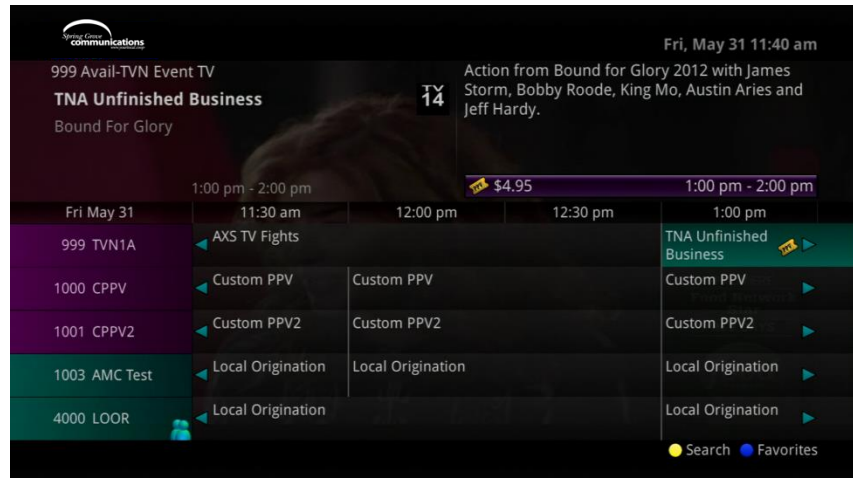 Spring Grove
communications
Fri, May 31 11:40 am
999 Avail-TVN Event TV
TNA Unfinished Business
Bound For Glory
TV
14
Action from Bound for Glory 2012 with James
Storm, Bobby Roode, King Mo, Austin Aries and
Jeff Hardy.
1:00 pm - 2:00 pm
$4.95 1:00 pm - 2:00 pm
Fri May 31 11:30 am 12:00 pm 12:30 pm 1:00 pm
999 TVN1A AXS TV Fights TNA Unfinished
Business
1000 CPPV Custom PPV Custom PPV Custom PPV
1001 CPPV2 Custom PPV2 Custom PPV2 Custom PPV2
1003 AMC Test Local Origination Local Origination Local Origination
4000 LOOR Local Origination Local Origination
Search Favorites